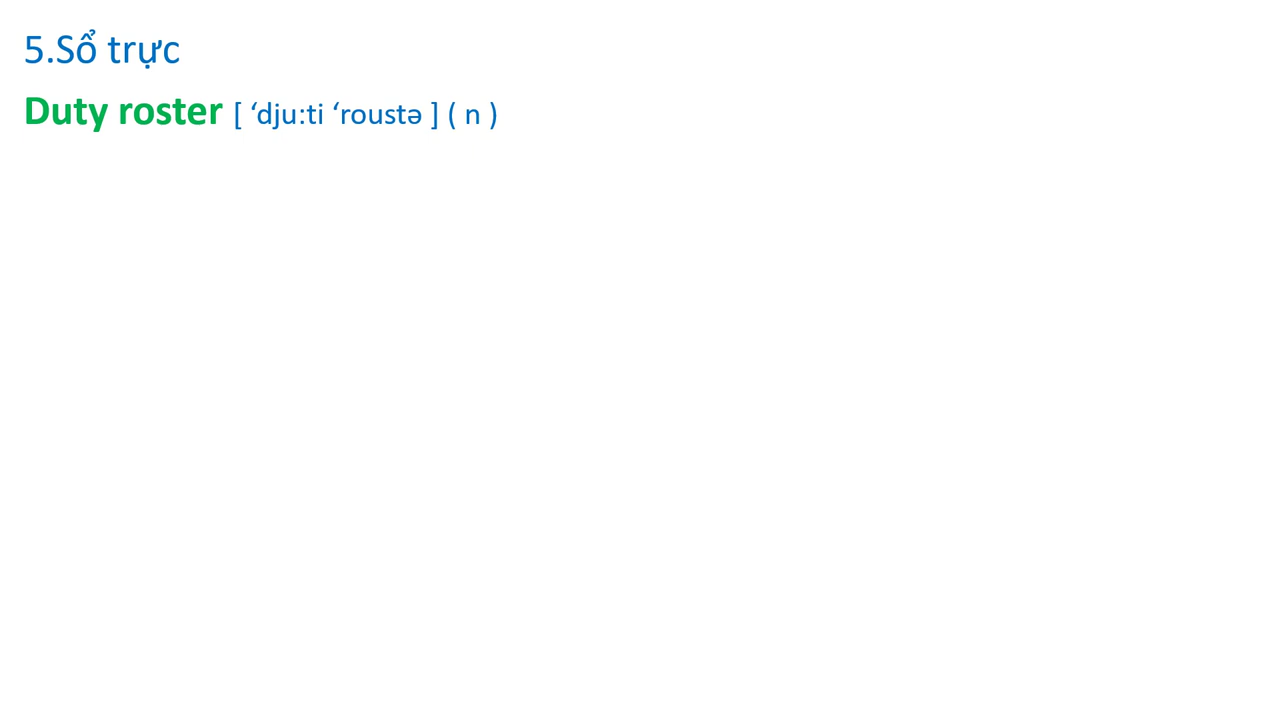 5.Sổ trực
Duty roster [ ‘dju:ti ‘roustə ] ( n )